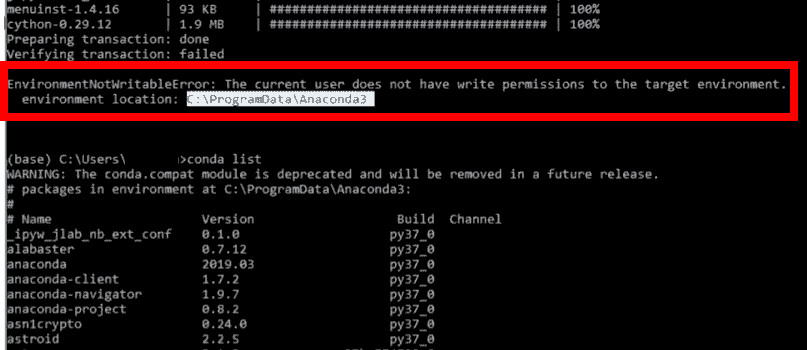 menuinst-1.4.16 | 93 KB | ##################################### | 100%
cython-0.29.12 | 1.9 MB | ##################################### | 100%
Preparing transaction: done
Verifying transaction: failed
EnvironmentNotWritableError: The current user does not have write permissions to the target environment.
environment location: C:\ProgramData\Anaconda3
(base) C:\Users\ >conda list
WARNING: The conda.compat module is deprecated and will be removed in a future release.
# packages in environment at C:\ProgramData\Anaconda3:
#
# Name Version Build Channel
_ipyw_jlab_nb_ext_conf 0.1.0 py37_0
alabaster 0.7.12 py37_0
anaconda 2019.03 py37_0
anaconda-client 1.7.2 py37_0
anaconda-navigator 1.9.7 py37_0
anaconda-project 0.8.2 py37_0
asn1crypto 0.24.0 py37_0
astroid 2.2.5 py37_0